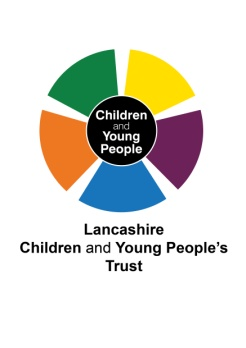 Children
and
Young
People
Lancashire
Children and Young People's
Trust